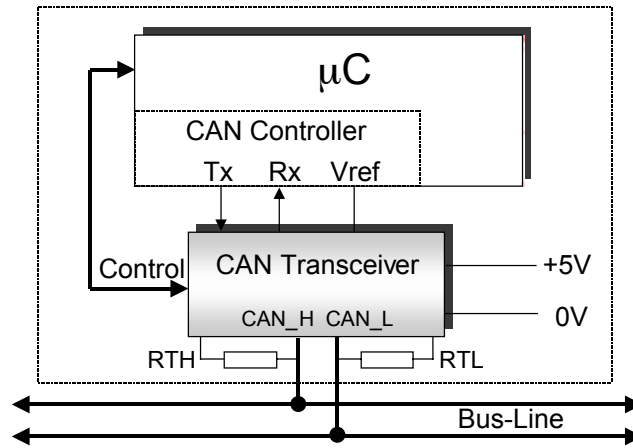 μC
CAN Controller
Tx Rx Vref
Control
CAN Transceiver
+5V
CAN_H CAN_L
0V
RTH
RTL
Bus-Line